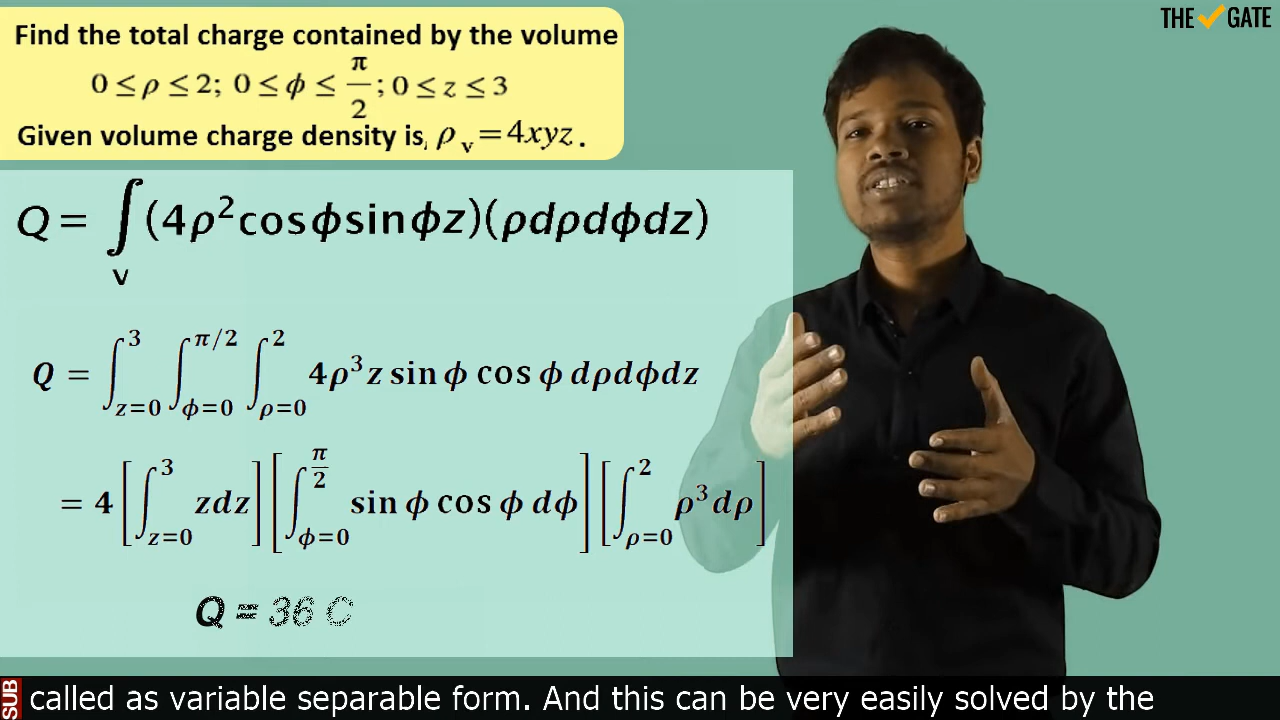 THE GATE
Find the total charge contained by the volume
0 ≤ ρ ≤ 2; 0 ≤ ϕ ≤ π/2; 0 ≤ z ≤ 3
Given volume charge density is, ρ_v = 4xyz.
Q = ∫_v (4ρ²cosϕsinϕz)(ρdρdϕdz)
Q = ∫_{z=0}^{3} ∫_{ϕ=0}^{π/2} ∫_{ρ=0}^{2} 4ρ³z sin ϕ cos ϕ dρdϕdz
= 4 [∫_{z=0}^{3} zdz] [∫_{ϕ=0}^{π/2} sin ϕ cos ϕ dϕ] [∫_{ρ=0}^{2} ρ³dρ]
Q = 36 C
SUB
called as variable separable form. And this can be very easily solved by the